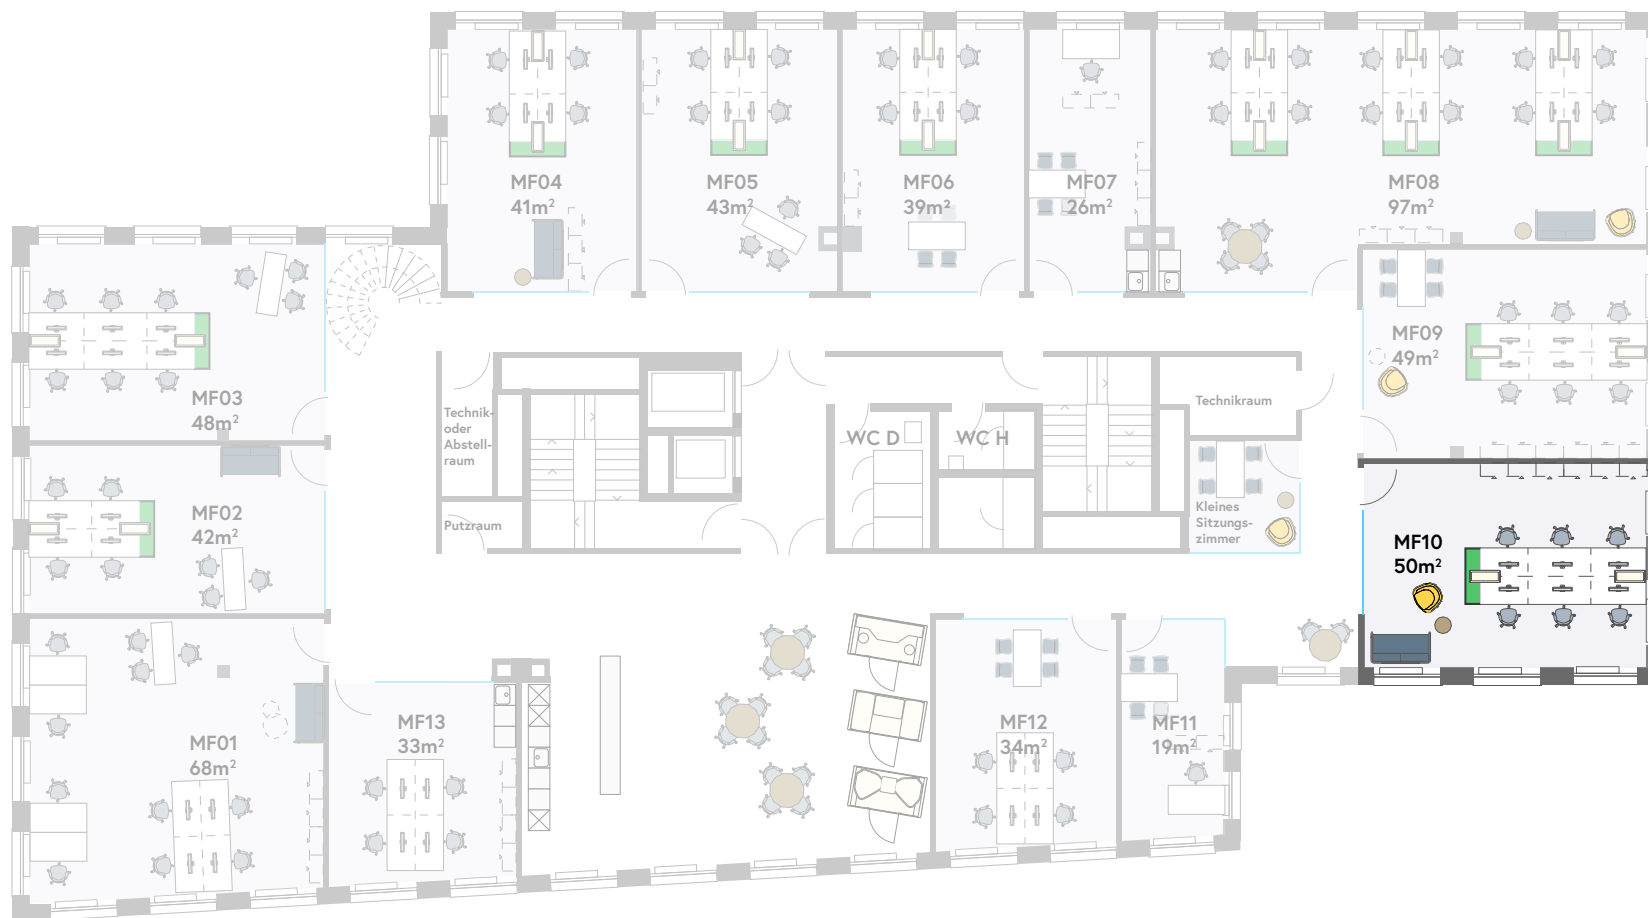 MF04
41m²
MF05
43m²
MF06
39m²
MF07
26m²
MF08
97m²
MF03
48m²
MF09
49m²
Technik-
oder
Abstell-
raum
WC D
WC H
Technikraum
MF02
42m²
Putzraum
Kleines
Sitzungs-
zimmer
MF10
50m²
MF01
68m²
MF13
33m²
MF12
34m²
MF11
19m²